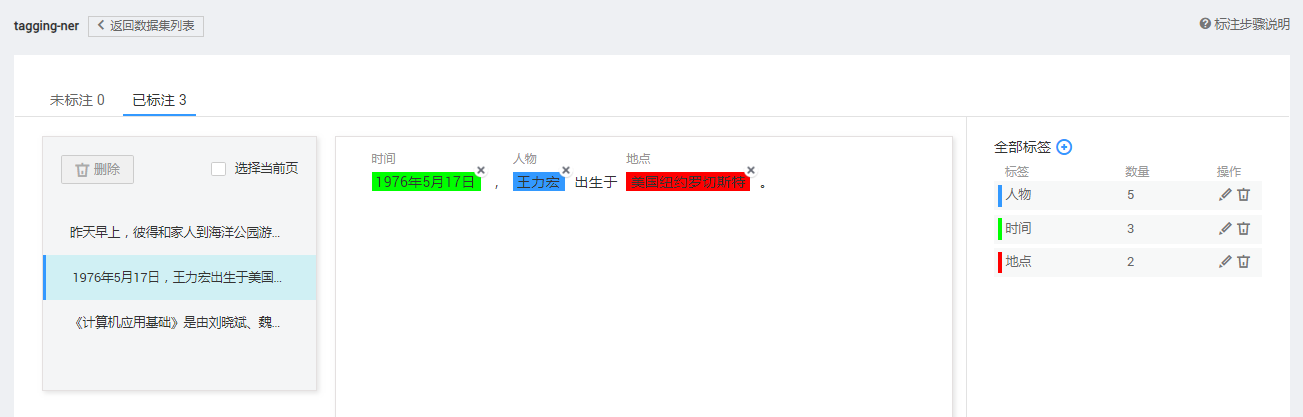 tagging-ner 返回数据集列表 标注步骤说明
未标注 0 已标注 3
删除 选择当前页
昨天早上，彼得和家人到海洋公园游...
1976年5月17日，王力宏出生于美国...
《计算机应用基础》是由刘晓斌、魏...
时间 人物 地点
1976年5月17日 ， 王力宏 出生于 美国纽约罗切斯特 。
全部标签
标签 数量 操作
人物 5
时间 3
地点 2